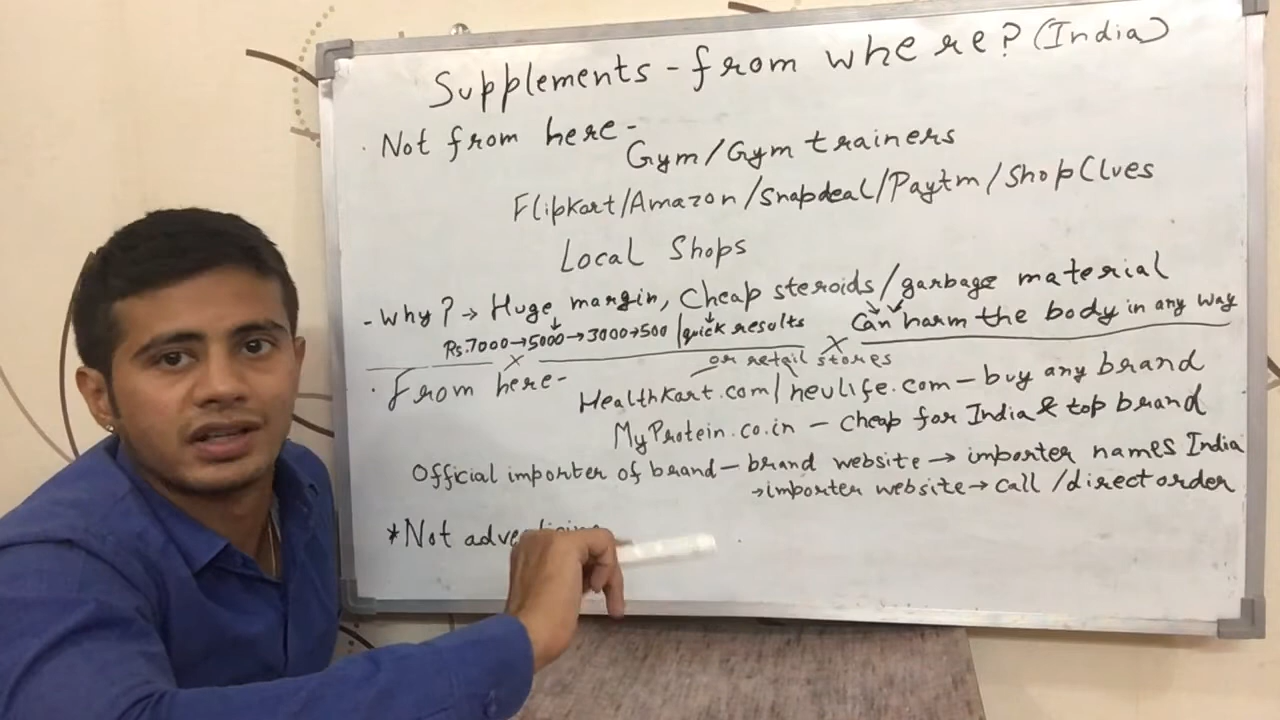 Supplements - from where? (India)
· Not from here -
Gym/Gym trainers
Flipkart/Amazon/Snapdeal/Paytm/ShopClues
Local Shops
- Why? → Huge margin, Cheap steroids/garbage material
Rs.7000→5000→3000→500 / quick results
Can harm the body in any way
or retail stores
· From here -
Healthkart.com/neulife.com - buy any brand
MyProtein.co.in - cheap for India & top brand
Official importer of brand - brand website → importer names India
→ importer website → call /direct order
*Not advertising